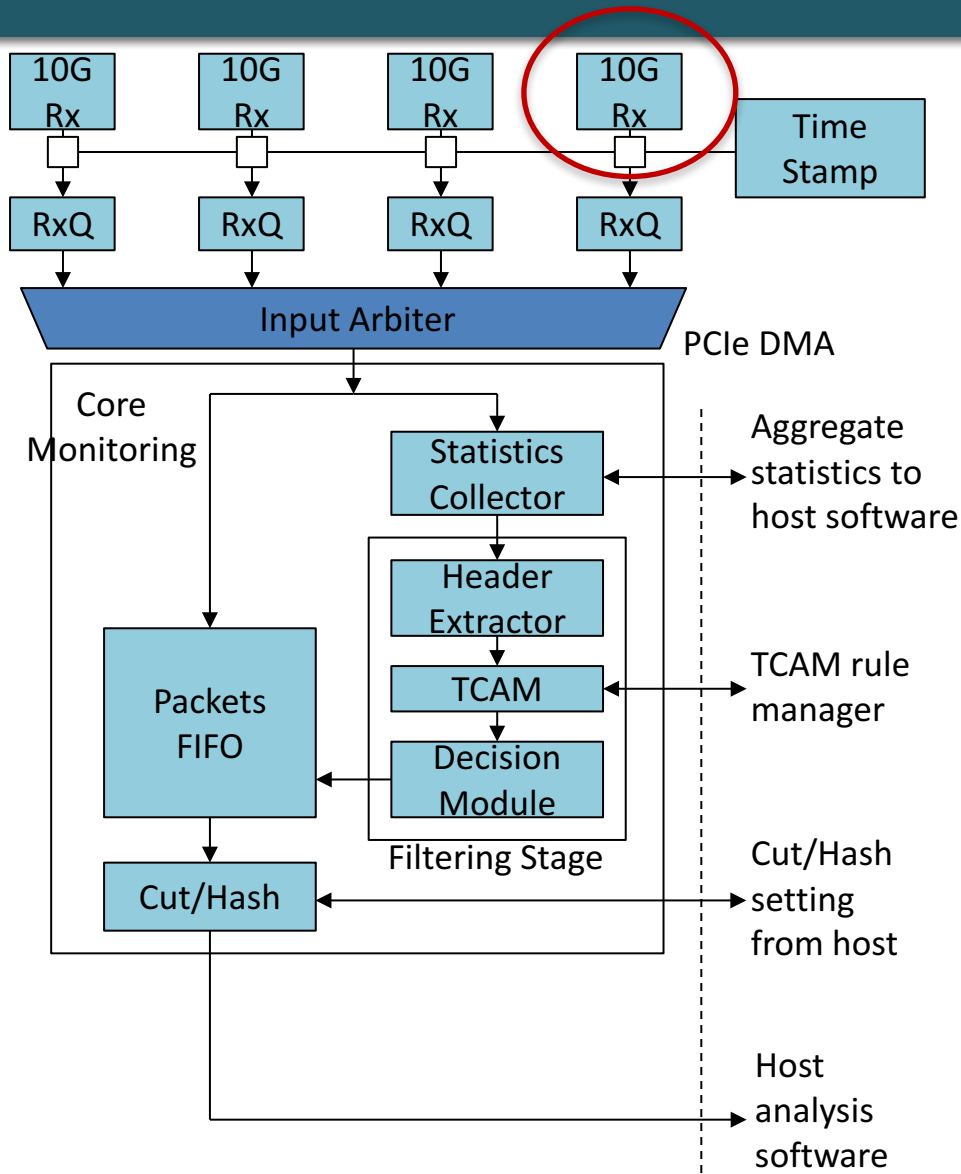 10G
Rx
10G
Rx
10G
Rx
10G
Rx
Time
Stamp
RxQ
RxQ
RxQ
RxQ
Input Arbiter
PCIe DMA
Core
Monitoring
Statistics
Collector
Aggregate
statistics to
host software
Header
Extractor
TCAM
TCAM rule
manager
Packets
FIFO
Decision
Module
Filtering Stage
Cut/Hash
Cut/Hash
setting
from host
Host
analysis
software